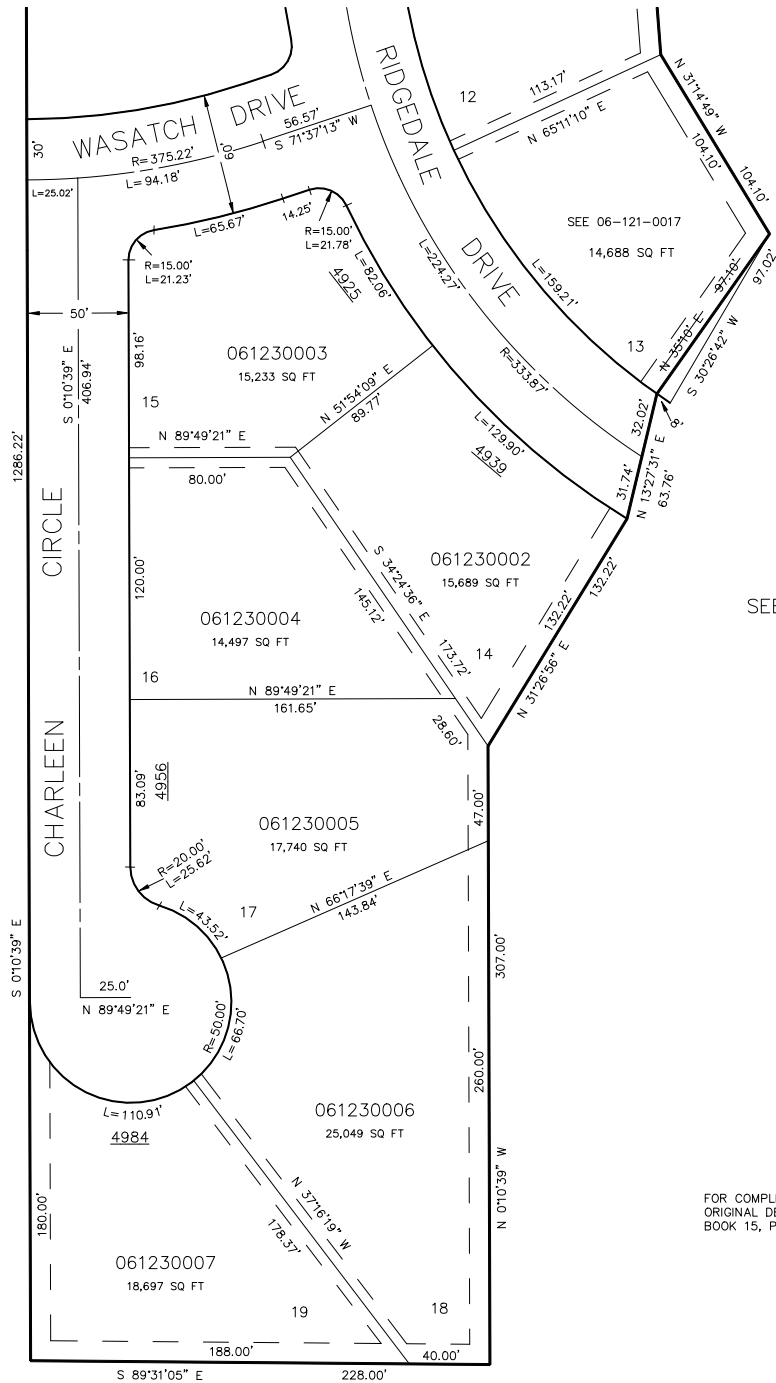 RIDGEDALE
DRIVE
WASATCH DRIVE
56.57'
S 71°37'13" W
R=375.22'
L=94.18'
30'
L=25.02'
60'
12
113.17'
N 65°11'10" E
N 31°14'49" W
104.10'
104.10'
SEE 06-121-0017
14,688 SQ FT
97.10'
N 35°10' E
97.02'
S 30°26'42" W
13
8'
L=159.21'
L=224.27'
R=333.87'
L=65.67'
14.25'
R=15.00'
L=21.78'
R=15.00'
L=21.23'
L=82.06'
4925
50'
S 0°10'39" E
406.94'
98.16'
061230003
15,233 SQ FT
15
N 51°54'09" E
89.77'
N 89°49'21" E
80.00'
L=129.90'
4939
32.02'
31.74'
N 13°27'31" E
63.76'
1286.22'
CHARLEEN CIRCLE
120.00'
061230004
14,497 SQ FT
S 34°24'36" E
145.12'
173.72'
061230002
15,689 SQ FT
14
132.22'
132.22'
N 31°26'56" E
SEE
16
N 89°49'21" E
161.65'
28.60'
83.09'
4956
061230005
17,740 SQ FT
47.00'
R=20.00'
L=25.62'
L=43.52'
17
N 66°17'39" E
143.84'
S 0°10'39" E
25.0'
N 89°49'21" E
R=50.00'
L=66.70'
307.00'
260.00'
L=110.91'
4984
061230006
25,049 SQ FT
N 37°16'19" W
178.37'
N 0°10'39" W
FOR COMPL
ORIGINAL DE
BOOK 15, P
180.00'
061230007
18,697 SQ FT
19
18
188.00'
40.00'
S 89°31'05" E
228.00'